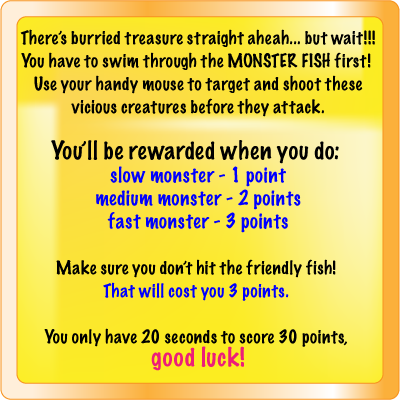 There's burried treasure straight aheah... but wait!!!
You have to swim through the MONSTER FISH first!
Use your handy mouse to target and shoot these
vicious creatures before they attack.
You'll be rewarded when you do:
slow monster - 1 point
medium monster - 2 points
fast monster - 3 points
Make sure you don't hit the friendly fish!
That will cost you 3 points.
You only have 20 seconds to score 30 points,
good luck!